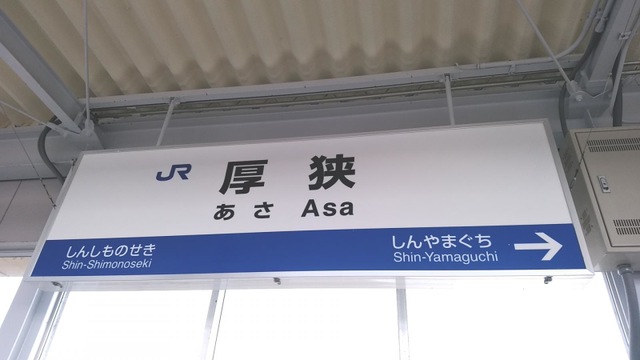 JR 厚狭
あさ Asa
しんしものせき
Shin-Shimonoseki
しんやまぐち
Shin-Yamaguchi